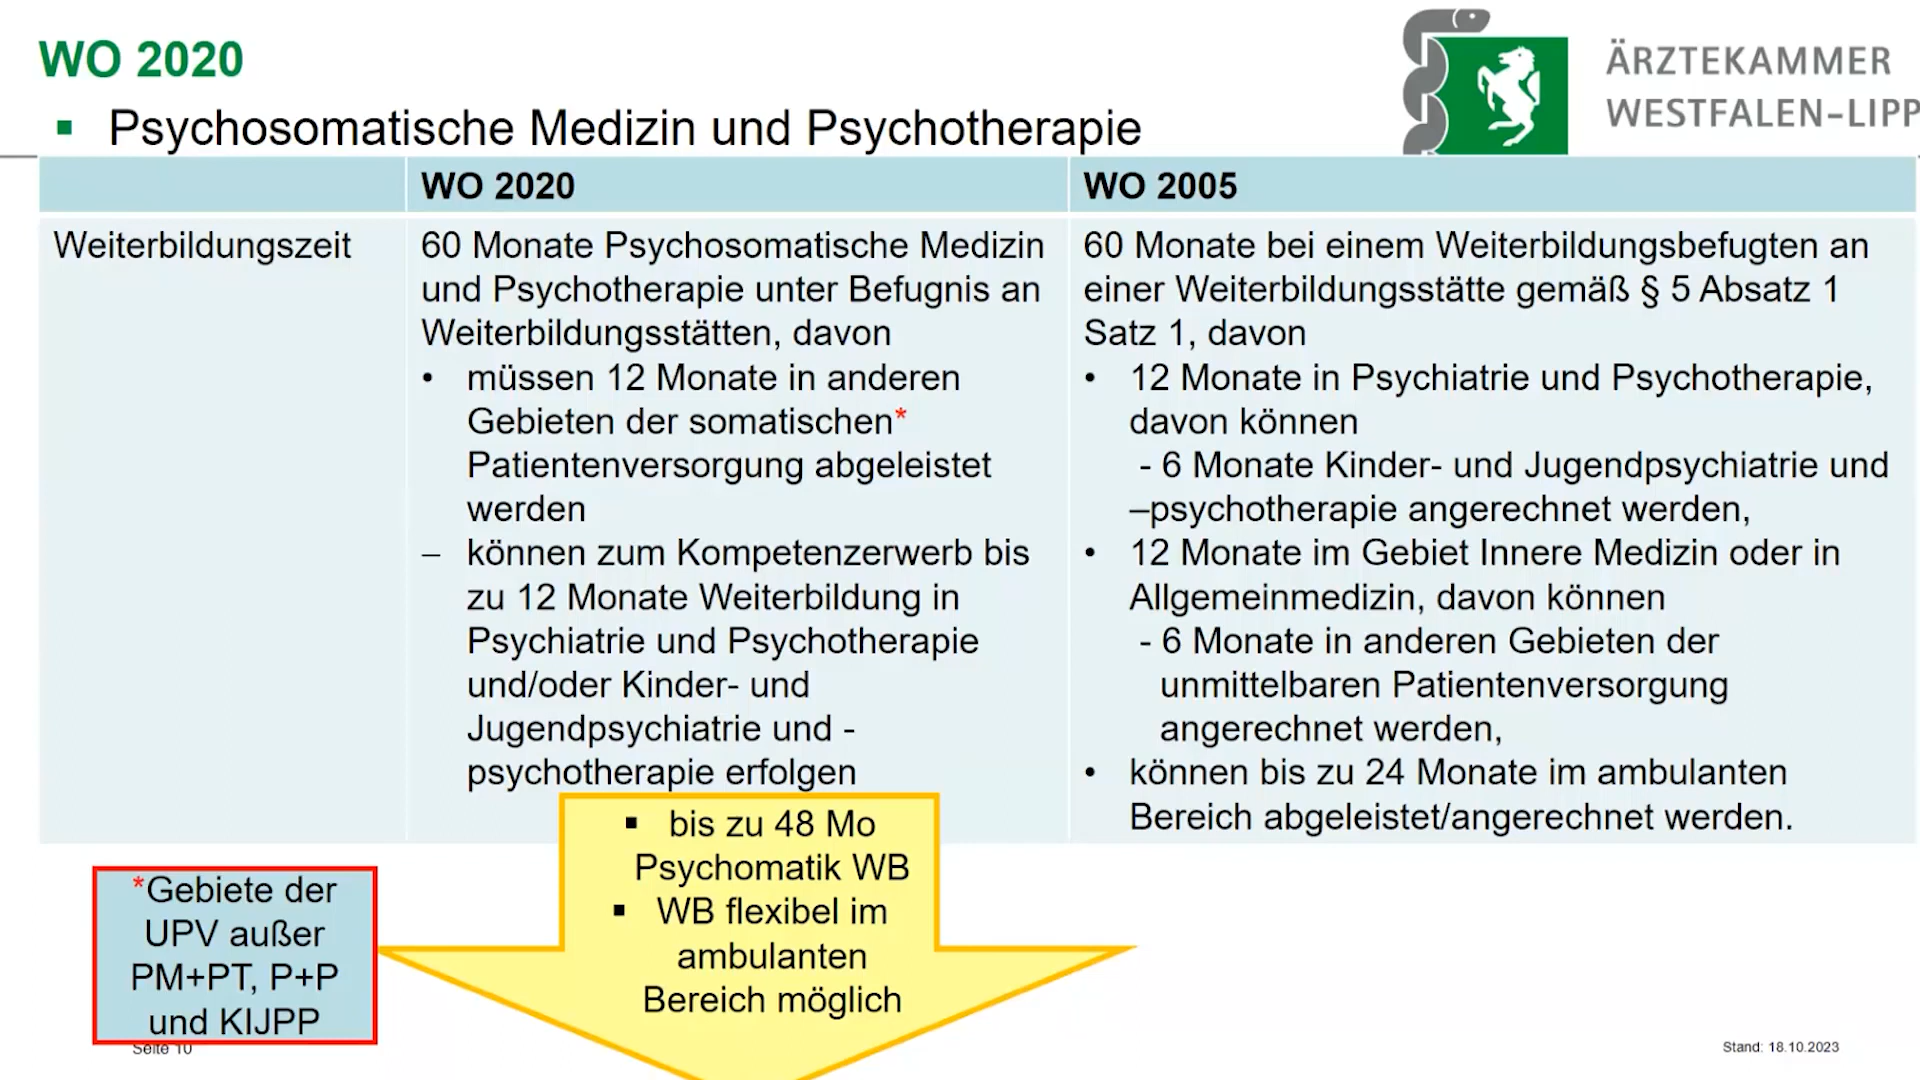 WO 2020
▪ Psychosomatische Medizin und Psychotherapie
ÄRZTEKAMMER
WESTFALEN-LIPP
WO 2020
WO 2005
Weiterbildungszeit
60 Monate Psychosomatische Medizin
und Psychotherapie unter Befugnis an
Weiterbildungsstätten, davon
• müssen 12 Monate in anderen
Gebieten der somatischen*
Patientenversorgung abgeleistet
werden
– können zum Kompetenzerwerb bis
zu 12 Monate Weiterbildung in
Psychiatrie und Psychotherapie
und/oder Kinder- und
Jugendpsychiatrie und -
psychotherapie erfolgen
60 Monate bei einem Weiterbildungsbefugten an
einer Weiterbildungsstätte gemäß § 5 Absatz 1
Satz 1, davon
• 12 Monate in Psychiatrie und Psychotherapie,
davon können
- 6 Monate Kinder- und Jugendpsychiatrie und
–psychotherapie angerechnet werden,
• 12 Monate im Gebiet Innere Medizin oder in
Allgemeinmedizin, davon können
- 6 Monate in anderen Gebieten der
unmittelbaren Patientenversorgung
angerechnet werden,
• können bis zu 24 Monate im ambulanten
Bereich abgeleistet/angerechnet werden.
▪ bis zu 48 Mo
Psychomatik WB
▪ WB flexibel im
ambulanten
Bereich möglich
*Gebiete der
UPV außer
PM+PT, P+P
und KIJPP
Seite 10
Stand: 18.10.2023